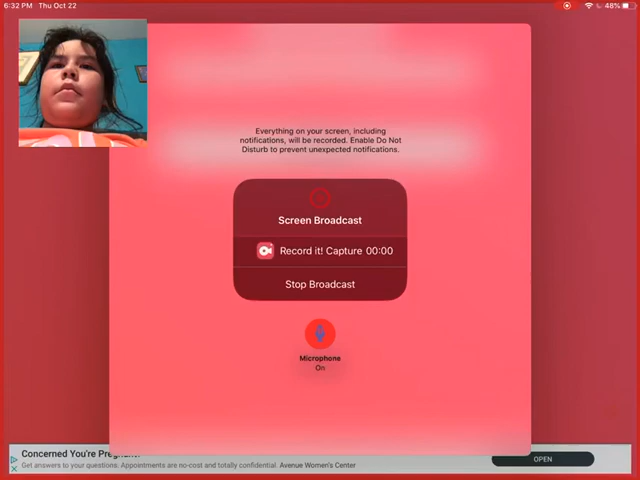 6:32 PM Thu Oct 22
48%
Everything on your screen, including
notifications, will be recorded. Enable Do Not
Disturb to prevent unexpected notifications.
Screen Broadcast
Record it! Capture 00:00
Stop Broadcast
Microphone
On
Concerned You're Pregnant?
Get answers to your questions. Appointments are no-cost and totally confidential. Avenue Women's Center
OPEN